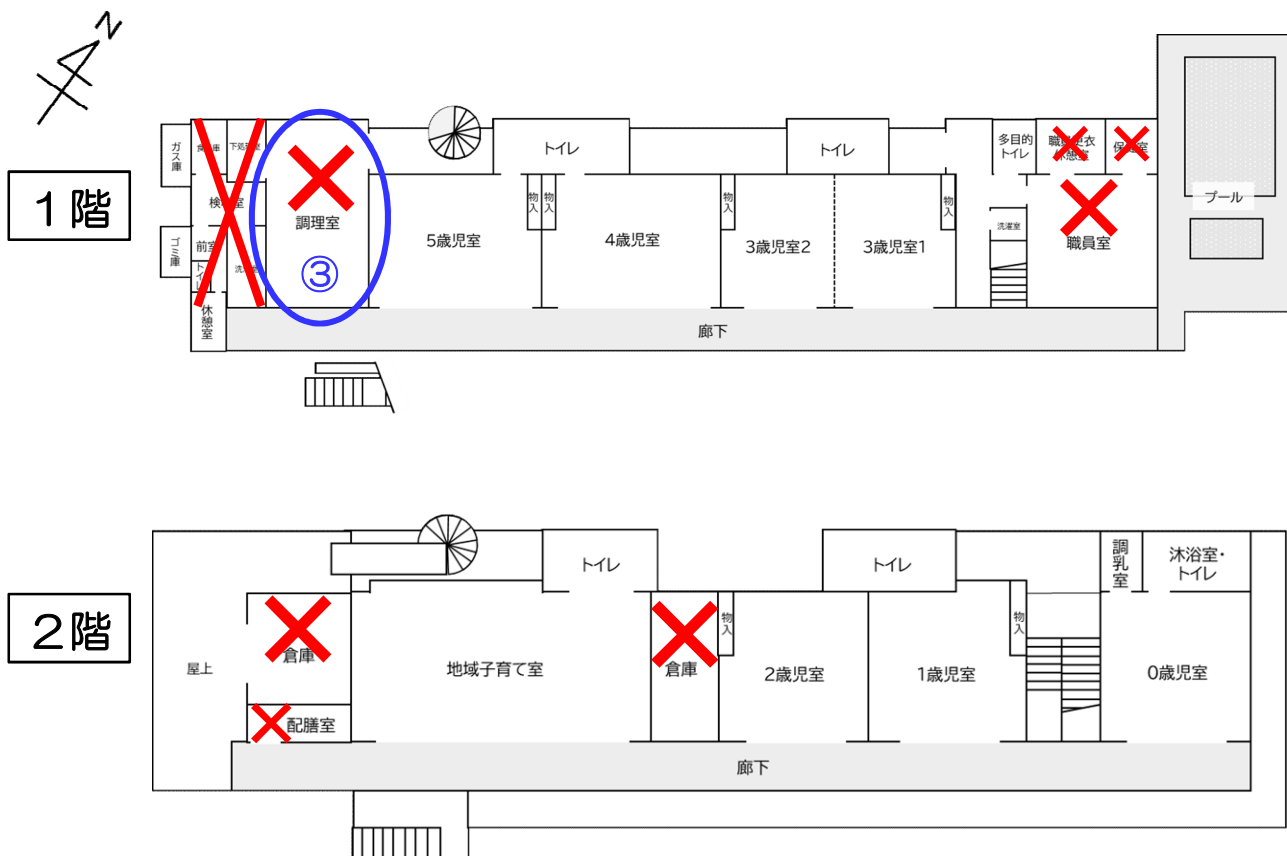 N
1階
ガス庫
下処理室
調理室
③
トイレ
トイレ
多目的
トイレ
職員室
プール
検
室
ゴミ庫
前室
トイレ
休憩室
5歳児室
物入
物入
4歳児室
物入
3歳児室2
3歳児室1
物入
洗濯室
廊下
2階
屋上
倉庫
配膳室
地域子育て室
トイレ
倉庫
物入
2歳児室
トイレ
1歳児室
物入
調乳室
沐浴室・
トイレ
0歳児室
廊下